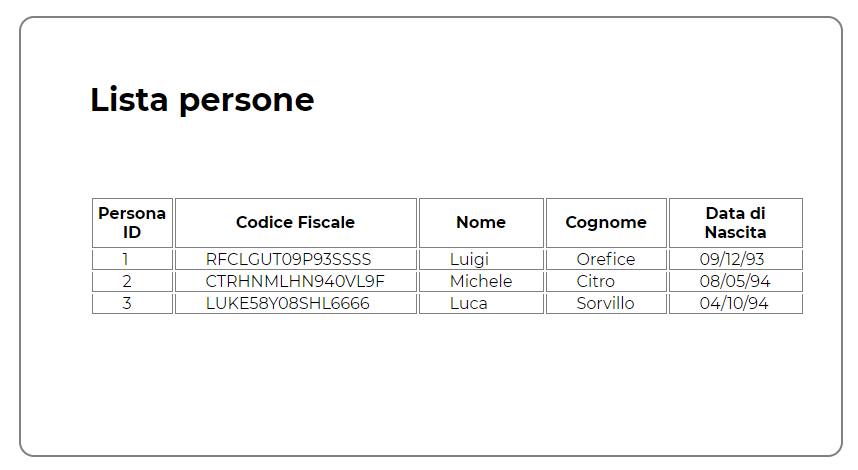 Lista persone
Persona ID Codice Fiscale Nome Cognome Data di Nascita
1 RFCLGUT09P93SSSS Luigi Orefice 09/12/93
2 CTRHNMLHN940VL9F Michele Citro 08/05/94
3 LUKE58Y08SHL6666 Luca Sorvillo 04/10/94